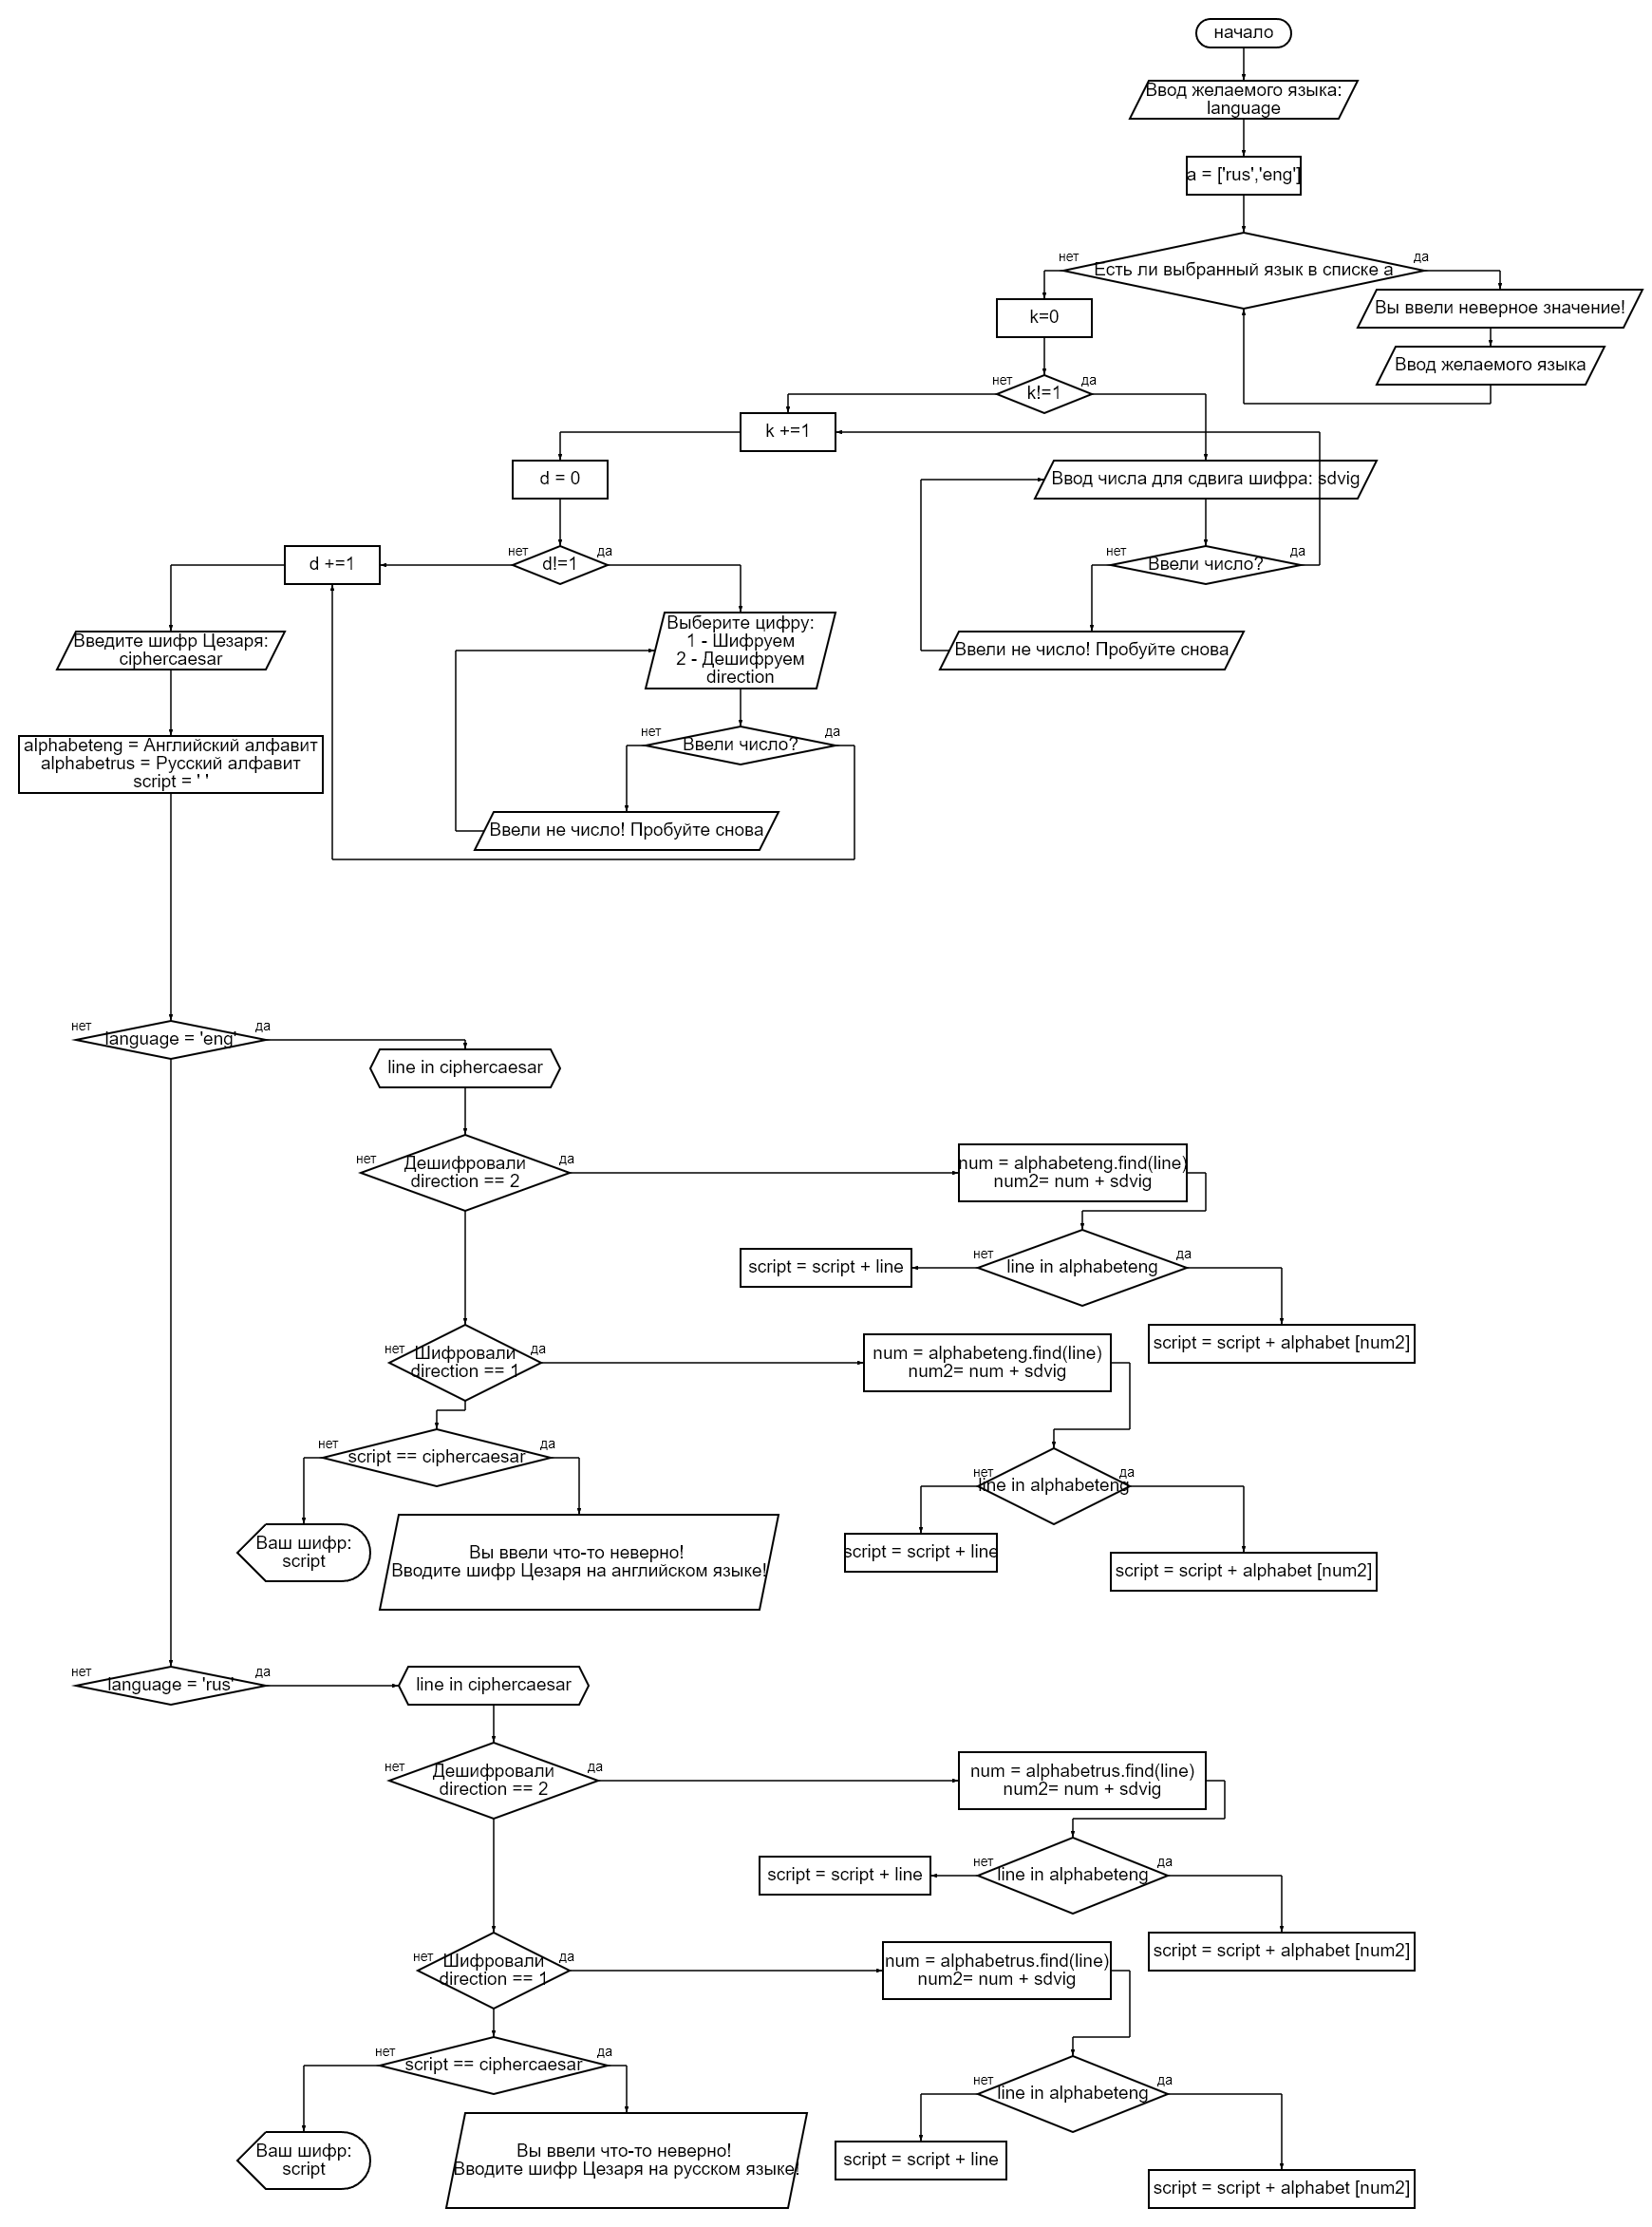 начало
Ввод желаемого языка:
language
a = ['rus','eng']
нет
да
Есть ли выбранный язык в списке a
Вы ввели неверное значение!
Ввод желаемого языка
k=0
нет
да
k!=1
k +=1
d = 0
Ввод числа для сдвига шифра: sdvig
нет
да
Ввели число?
Ввели не число! Пробуйте снова
нет
да
d!=1
d +=1
Выберите цифру:
1 - Шифруем
2 - Дешифруем
direction
нет
да
Ввели число?
Ввели не число! Пробуйте снова
Введите шифр Цезаря:
ciphercaesar
alphabeteng = Английский алфавит
alphabetrus = Русский алфавит
script = ' '
нет
да
language = 'eng'
line in ciphercaesar
нет
да
Дешифровали
direction == 2
num = alphabeteng.find(line)
num2= num + sdvig
нет
да
line in alphabeteng
script = script + line
script = script + alphabet [num2]
нет
да
Шифровали
direction == 1
num = alphabeteng.find(line)
num2= num + sdvig
нет
да
line in alphabeteng
script = script + line
script = script + alphabet [num2]
нет
да
script == ciphercaesar
Ваш шифр:
script
Вы ввели что-то неверно!
Вводите шифр Цезаря на английском языке!
нет
да
language = 'rus'
line in ciphercaesar
нет
да
Дешифровали
direction == 2
num = alphabetrus.find(line)
num2= num + sdvig
нет
да
line in alphabeteng
script = script + line
script = script + alphabet [num2]
нет
да
Шифровали
direction == 1
num = alphabetrus.find(line)
num2= num + sdvig
нет
да
line in alphabeteng
script = script + line
script = script + alphabet [num2]
нет
да
script == ciphercaesar
Ваш шифр:
script
Вы ввели что-то неверно!
Вводите шифр Цезаря на русском языке!